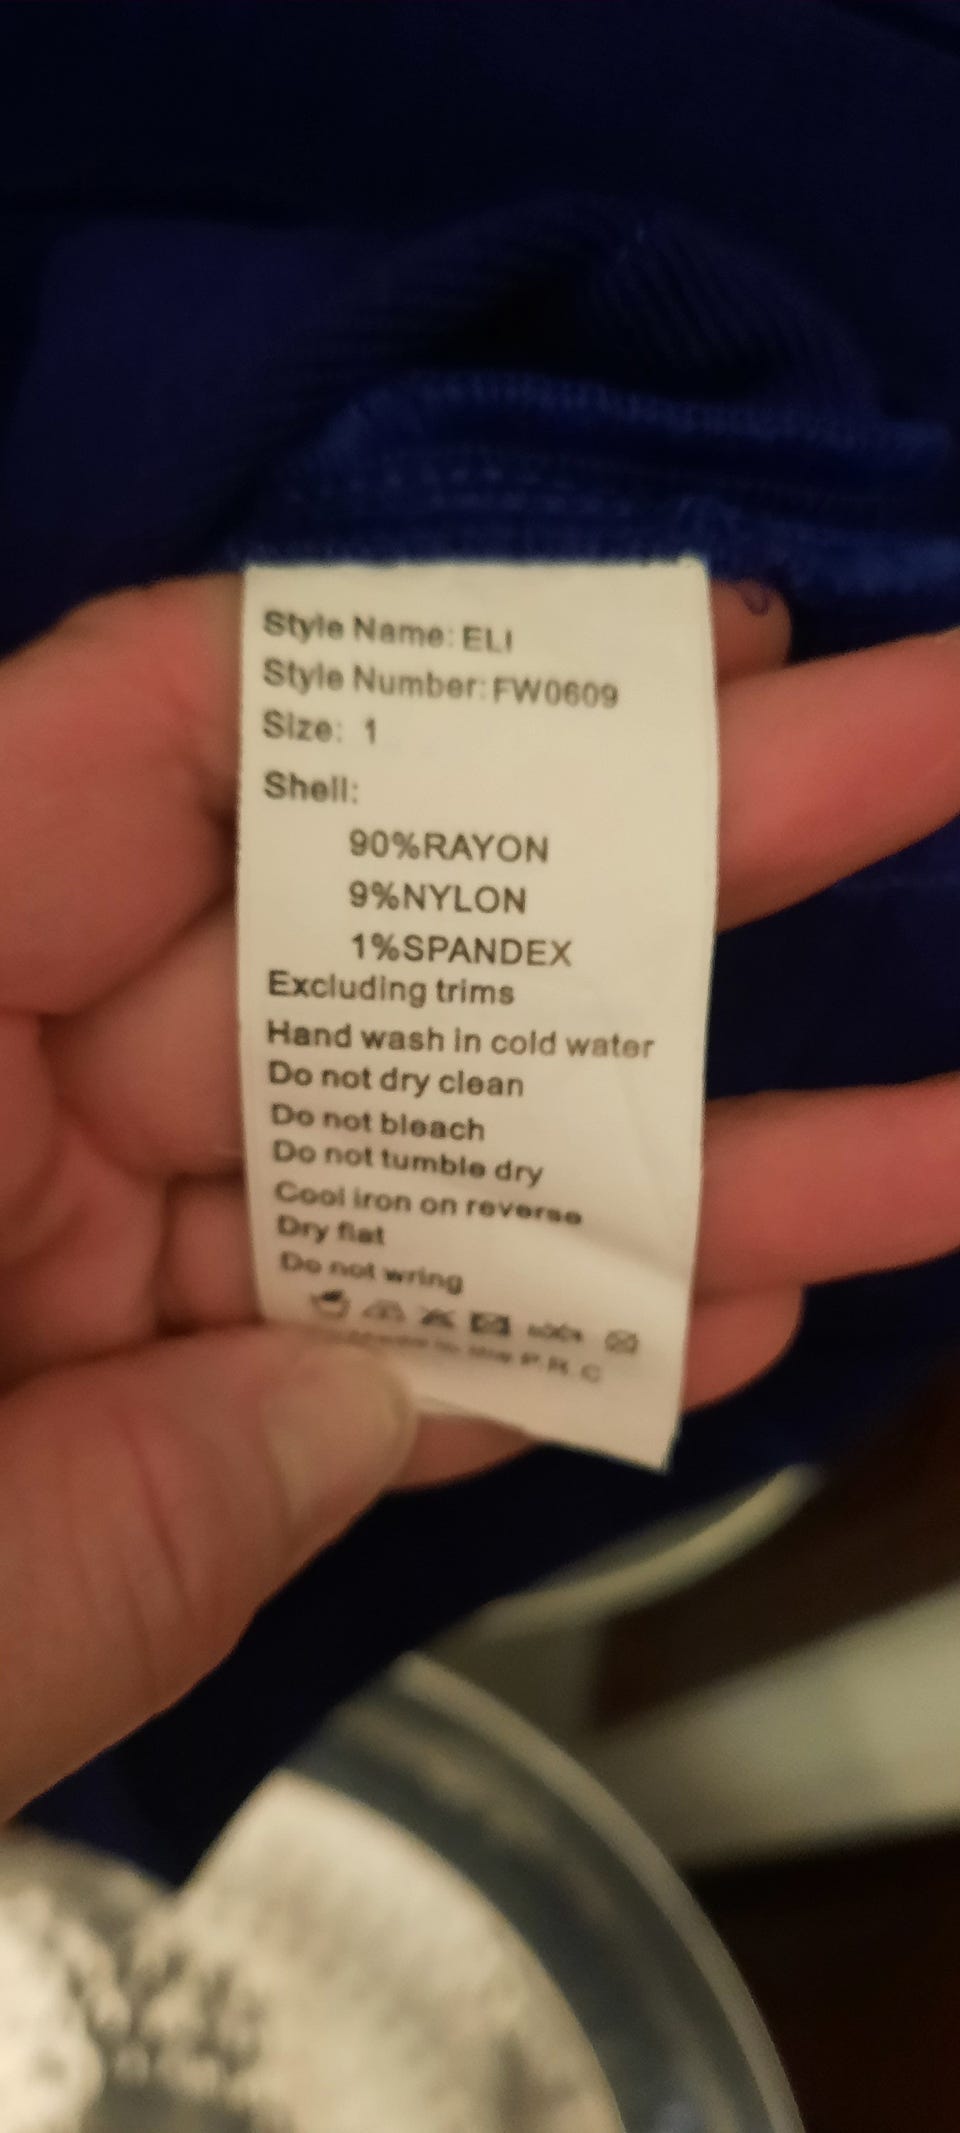 Style Name: ELI
Style Number: FW0609
Size: 1
Shell:
90%RAYON
9%NYLON
1%SPANDEX
Excluding trims
Hand wash in cold water
Do not dry clean
Do not bleach
Do not tumble dry
Cool iron on reverse
Dry flat
Do not wring
in the P.R.C